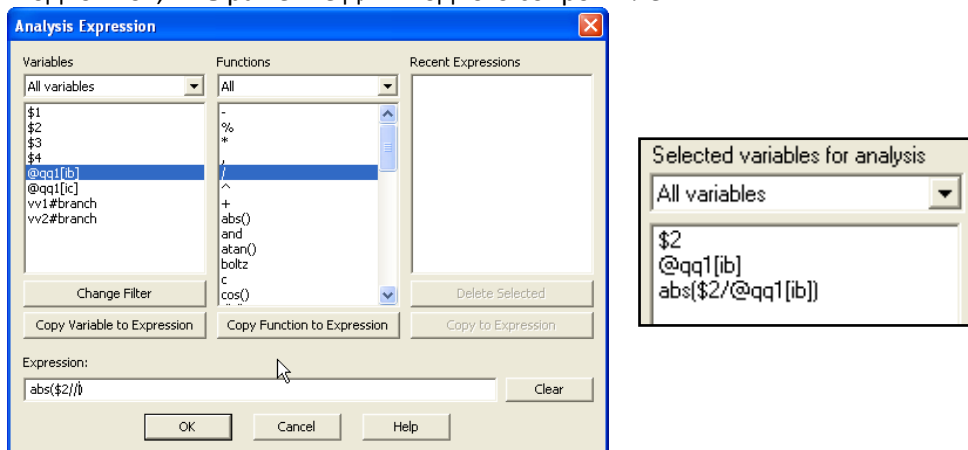 Analysis Expression
Variables
Functions
Recent Expressions
All variables
All
$1
$2
$3
$4
@qq1[ib]
@qq1[ic]
vv1#branch
vv2#branch
-
%
*
,
/
^
+
abs()
and
atan()
boltz
c
cos()
Change Filter
Delete Selected
Copy Variable to Expression
Copy Function to Expression
Copy to Expression
Expression:
abs($2//)
Clear
OK
Cancel
Help
Selected variables for analysis
All variables
$2
@qq1[ib]
abs($2/@qq1[ib])